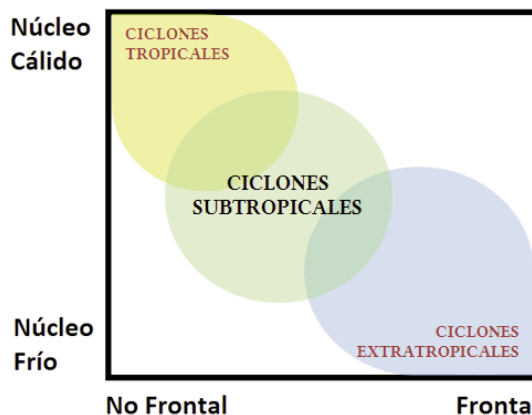 Núcleo
Cálido
CICLONES
TROPICALES
CICLONES
SUBTROPICALES
Núcleo
Frío
CICLONES
EXTRATROPICALES
No Frontal
Fronta